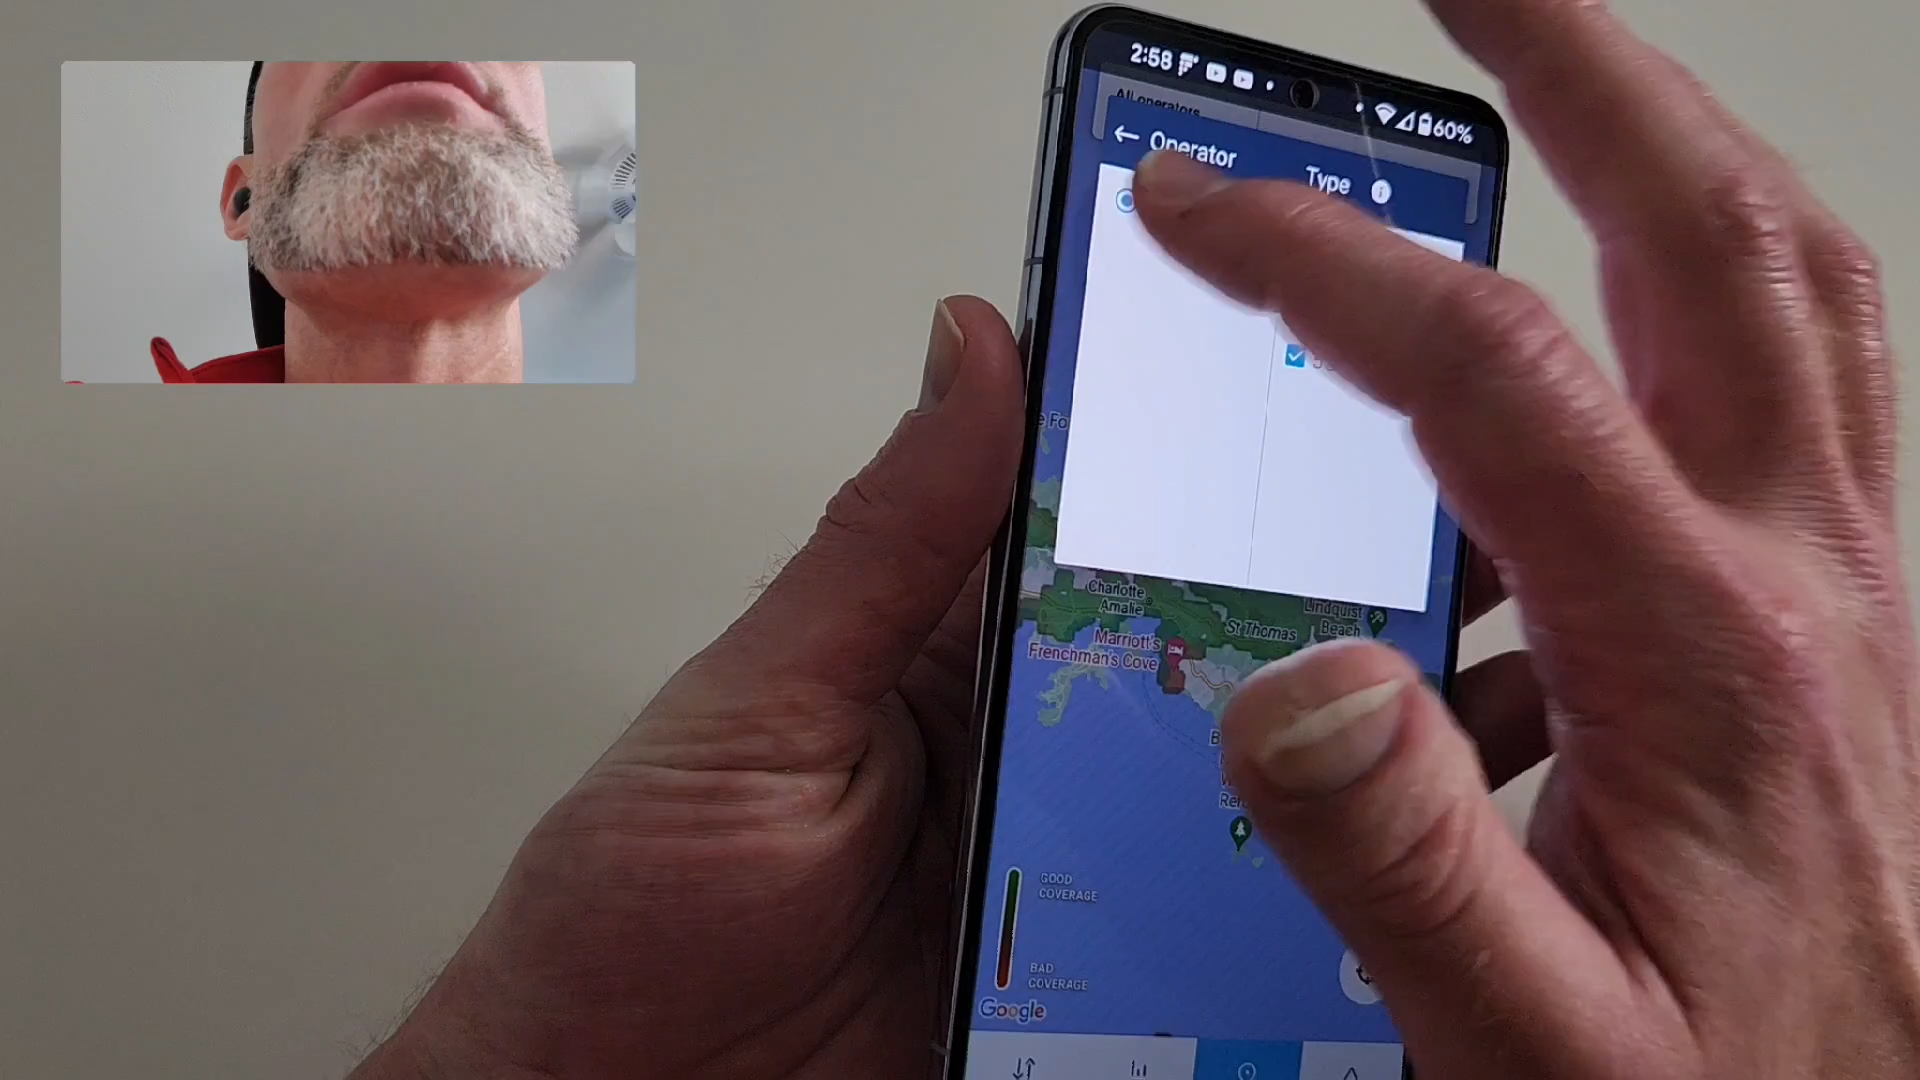 2:58
60%
All operators
Operator
Type
Charlotte
Amalie
St Thomas
Lindquist
Beach
Marriott's
Frenchman's Cove
GOOD
COVERAGE
BAD
COVERAGE
Google